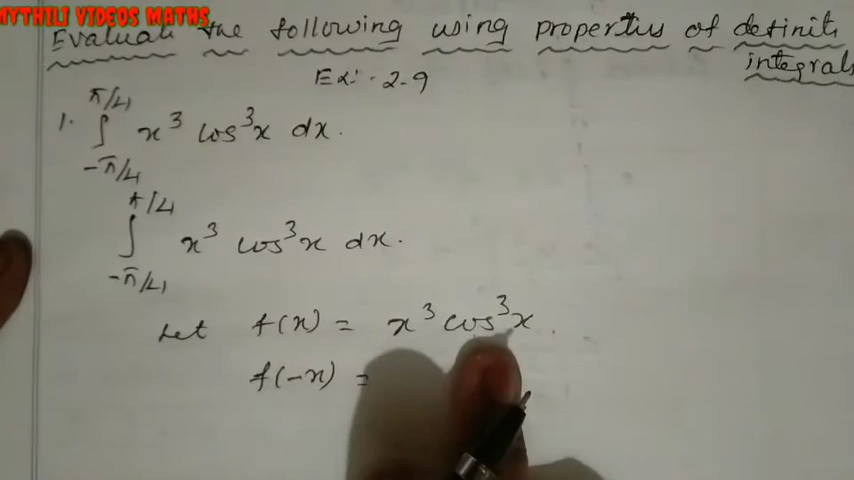 MYTHILI VIDEOS MATHS
Evaluate the following using properties of definite
integrals
Ex:- 2.9
1. ∫_{-π/4}^{π/4} x³ cos³x dx.
∫_{-π/4}^{π/4} x³ cos³x dx.
Let f(x) = x³ cos³x.
f(-x) =